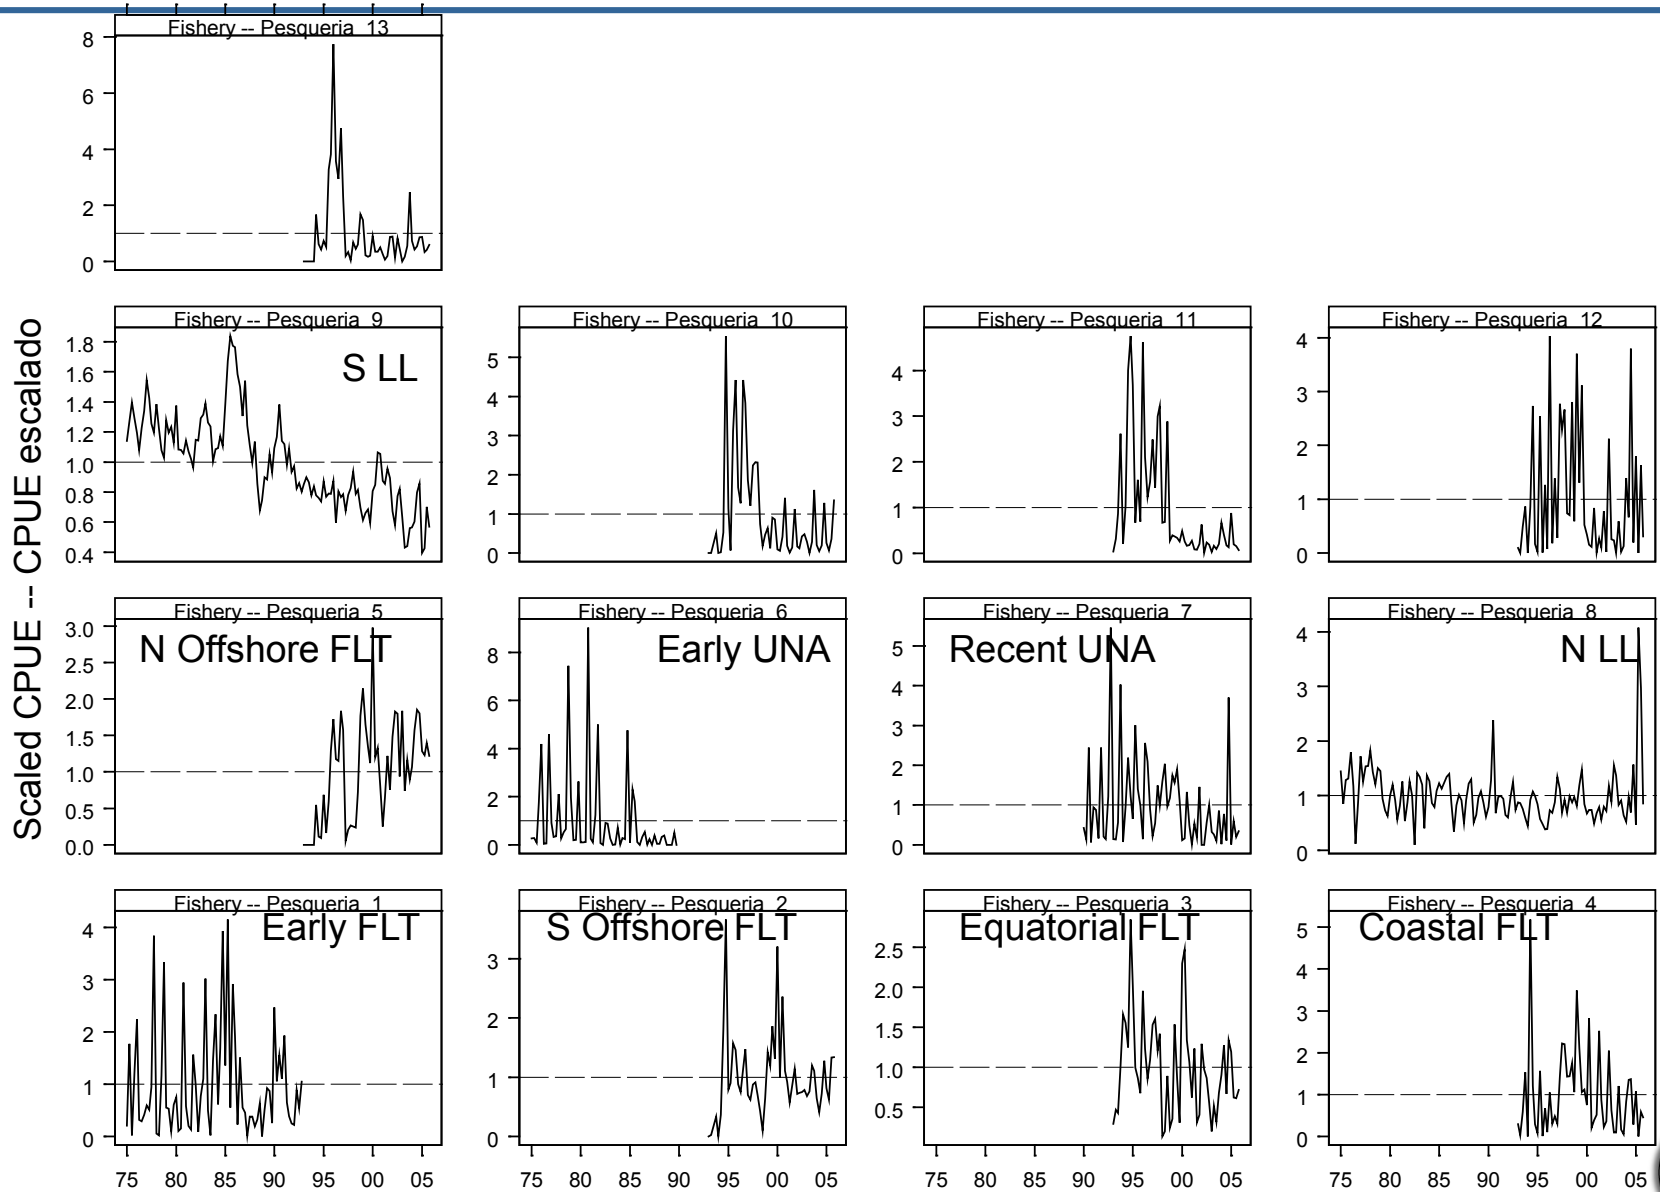 Scaled CPUE -- CPUE escalado
Fishery -- Pesqueria 13
8
6
4
2
0
Fishery -- Pesqueria 9
S LL
1.8
1.6
1.4
1.2
1.0
0.8
0.6
0.4
Fishery -- Pesqueria 10
5
4
3
2
1
0
Fishery -- Pesqueria 11
4
3
2
1
0
Fishery -- Pesqueria 12
4
3
2
1
0
Fishery -- Pesqueria 5
N Offshore FLT
3.0
2.5
2.0
1.5
1.0
0.5
0.0
Fishery -- Pesqueria 6
Early UNA
8
6
4
2
0
Fishery -- Pesqueria 7
Recent UNA
5
4
3
2
1
0
Fishery -- Pesqueria 8
N LL
4
3
2
1
0
Fishery -- Pesqueria 1
Early FLT
4
3
2
1
0
75 80 85 90 95 00 05
Fishery -- Pesqueria 2
S Offshore FLT
3
2
1
0
75 80 85 90 95 00 05
Fishery -- Pesqueria 3
Equatorial FLT
2.5
2.0
1.5
1.0
0.5
75 80 85 90 95 00 05
Fishery -- Pesqueria 4
Coastal FLT
5
4
3
2
1
0
75 80 85 90 95 00 05